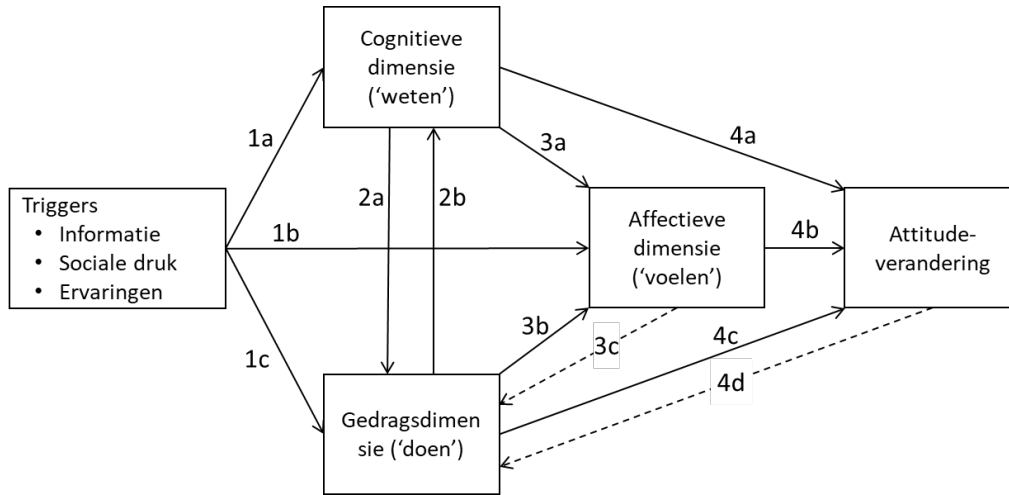 Cognitieve
dimensie
(‘weten’)
1a
3a
4a
2a
2b
Triggers
• Informatie
• Sociale druk
• Ervaringen
1b
Affectieve
dimensie
(‘voelen’)
4b
Attitude-
verandering
1c
3b
3c
4c
4d
Gedragsdimen
sie (‘doen’)